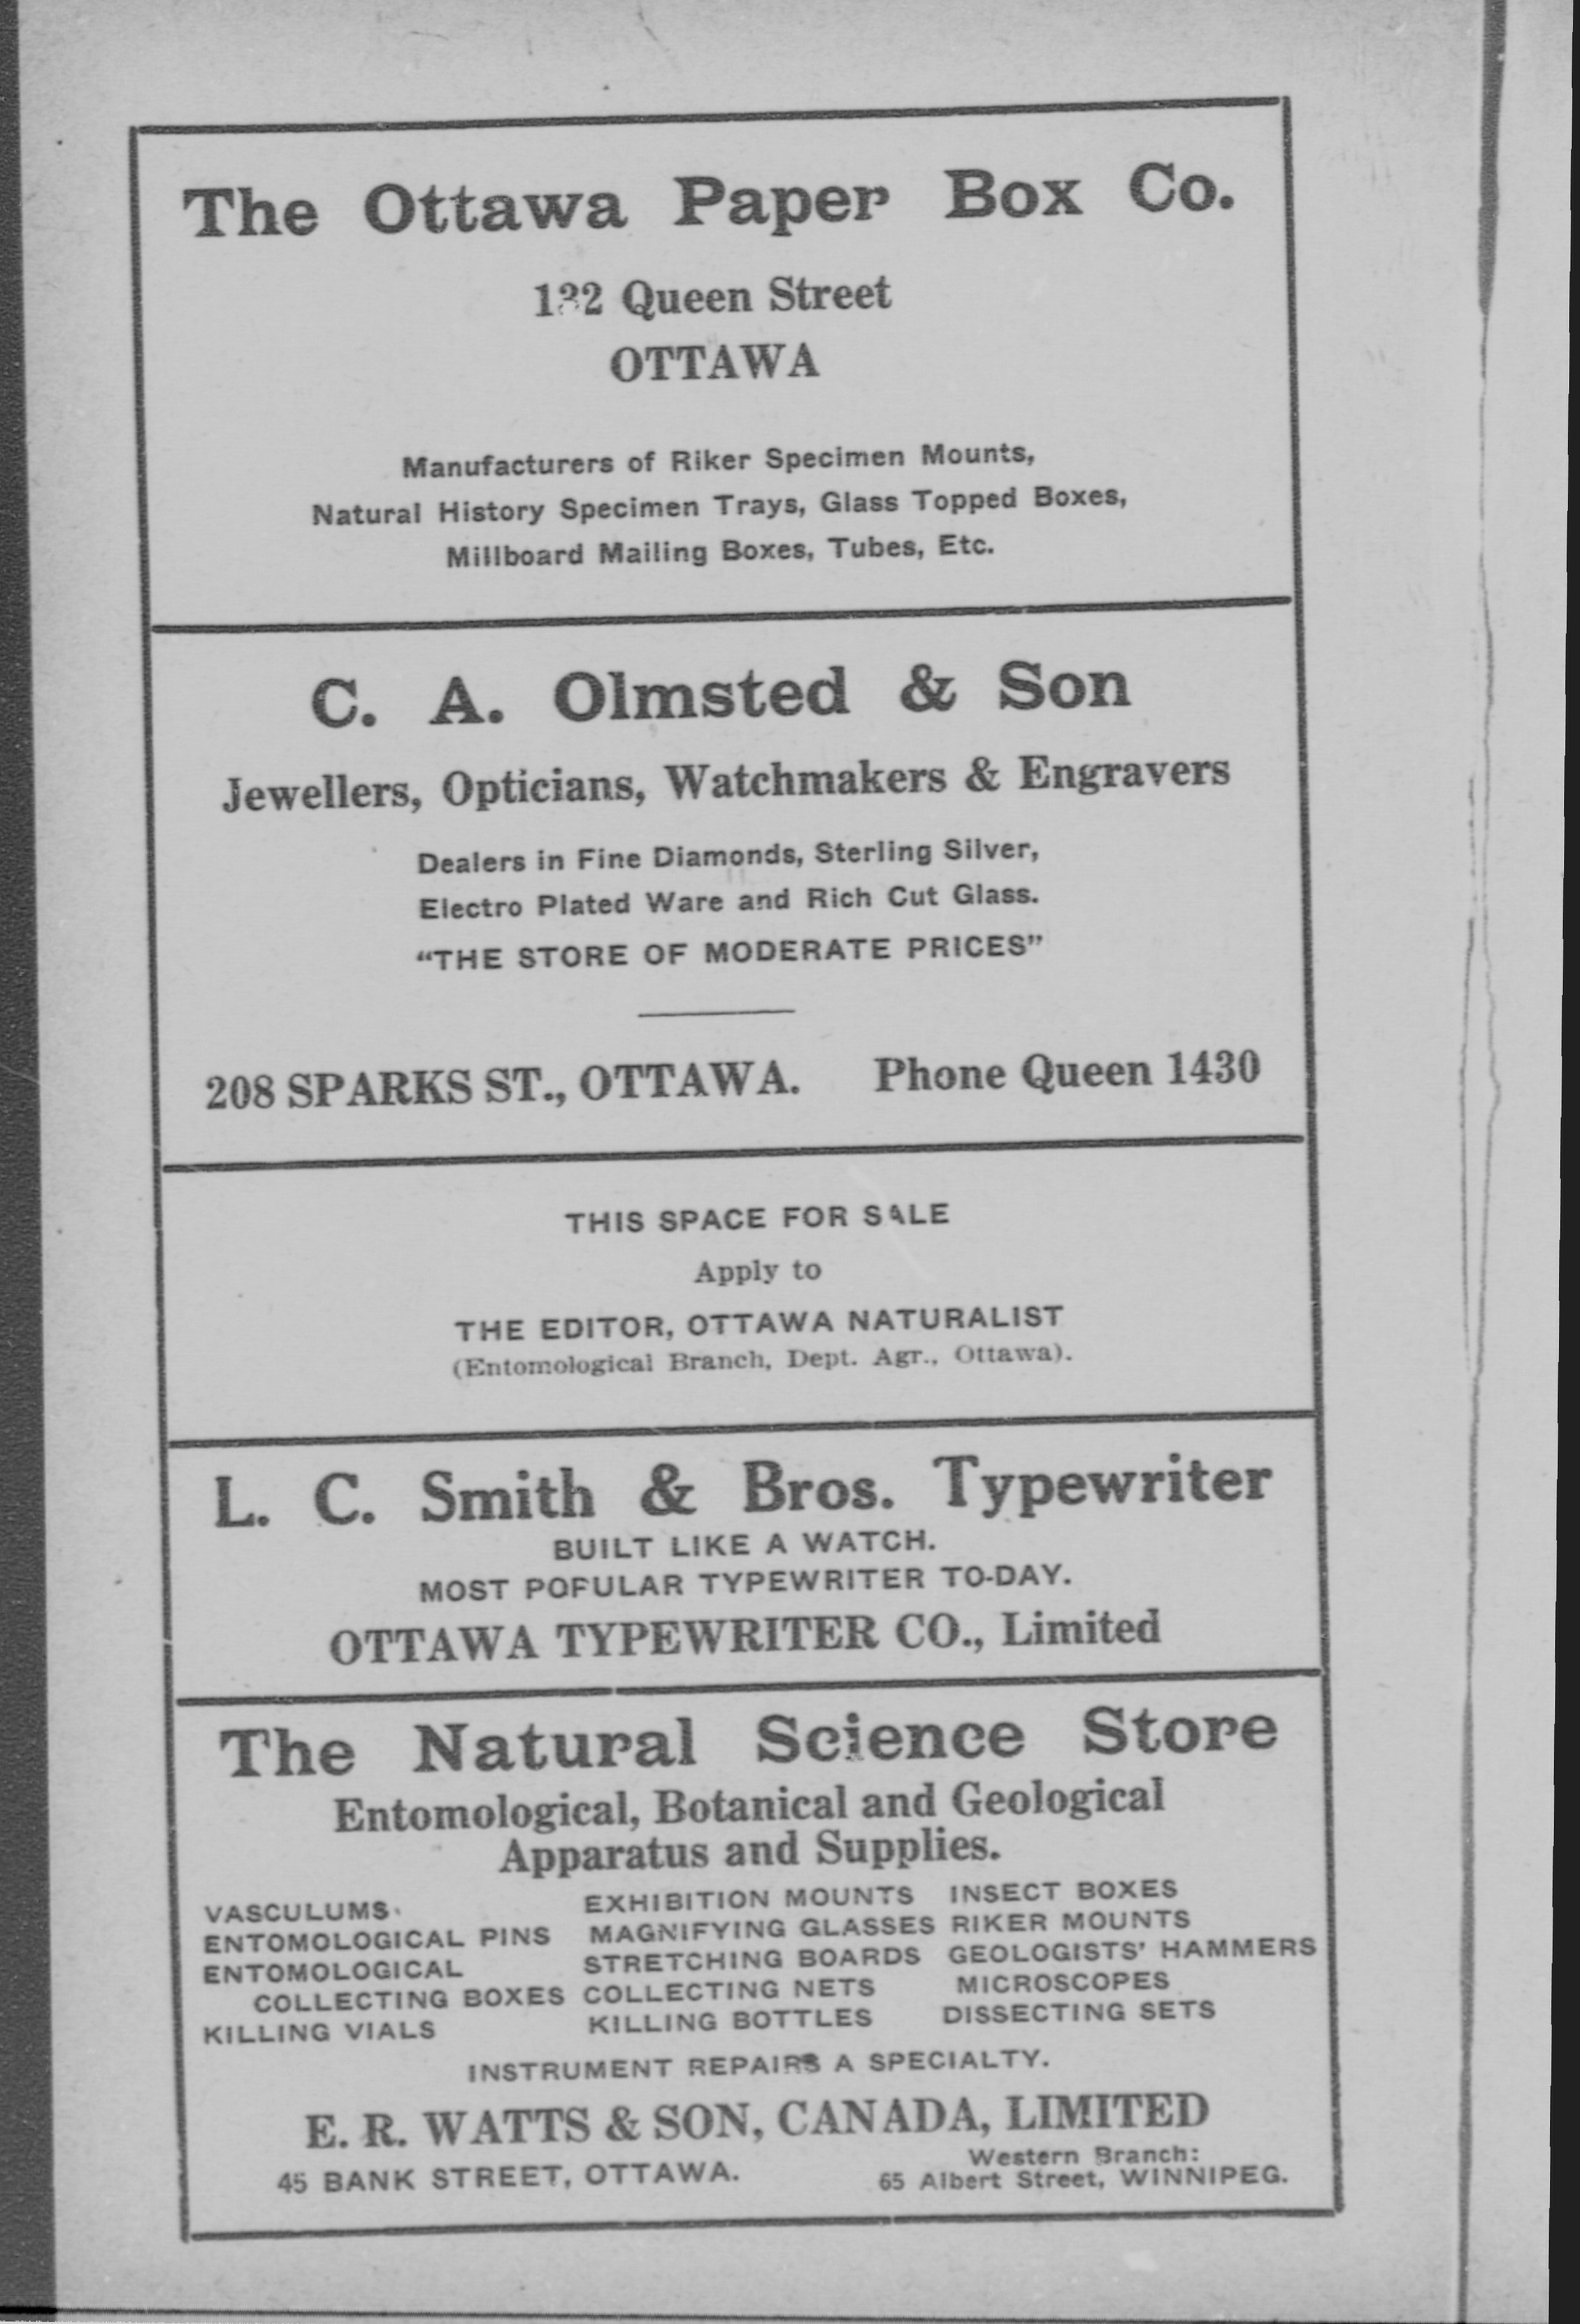 The Ottawa Paper Box Co.
132 Queen Street
OTTAWA
Manufacturers of Riker Specimen Mounts,
Natural History Specimen Trays, Glass Topped Boxes,
Millboard Mailing Boxes, Tubes, Etc.
C. A. Olmsted & Son
Jewellers, Opticians, Watchmakers & Engravers
Dealers in Fine Diamonds, Sterling Silver,
Electro Plated Ware and Rich Cut Glass.
“THE STORE OF MODERATE PRICES”
208 SPARKS ST., OTTAWA. Phone Queen 1430
THIS SPACE FOR SALE
Apply to
THE EDITOR, OTTAWA NATURALIST
(Entomological Branch, Dept. Agr., Ottawa).
L. C. Smith & Bros. Typewriter
BUILT LIKE A WATCH.
MOST POPULAR TYPEWRITER TO-DAY.
OTTAWA TYPEWRITER CO., Limited
The Natural Science Store
Entomological, Botanical and Geological
Apparatus and Supplies.
VASCULUMS EXHIBITION MOUNTS INSECT BOXES
ENTOMOLOGICAL PINS MAGNIFYING GLASSES RIKER MOUNTS
ENTOMOLOGICAL STRETCHING BOARDS GEOLOGISTS’ HAMMERS
COLLECTING BOXES COLLECTING NETS MICROSCOPES
KILLING VIALS KILLING BOTTLES DISSECTING SETS
INSTRUMENT REPAIRS A SPECIALTY.
E. R. WATTS & SON, CANADA, LIMITED
45 BANK STREET, OTTAWA. Western Branch:
65 Albert Street, WINNIPEG.